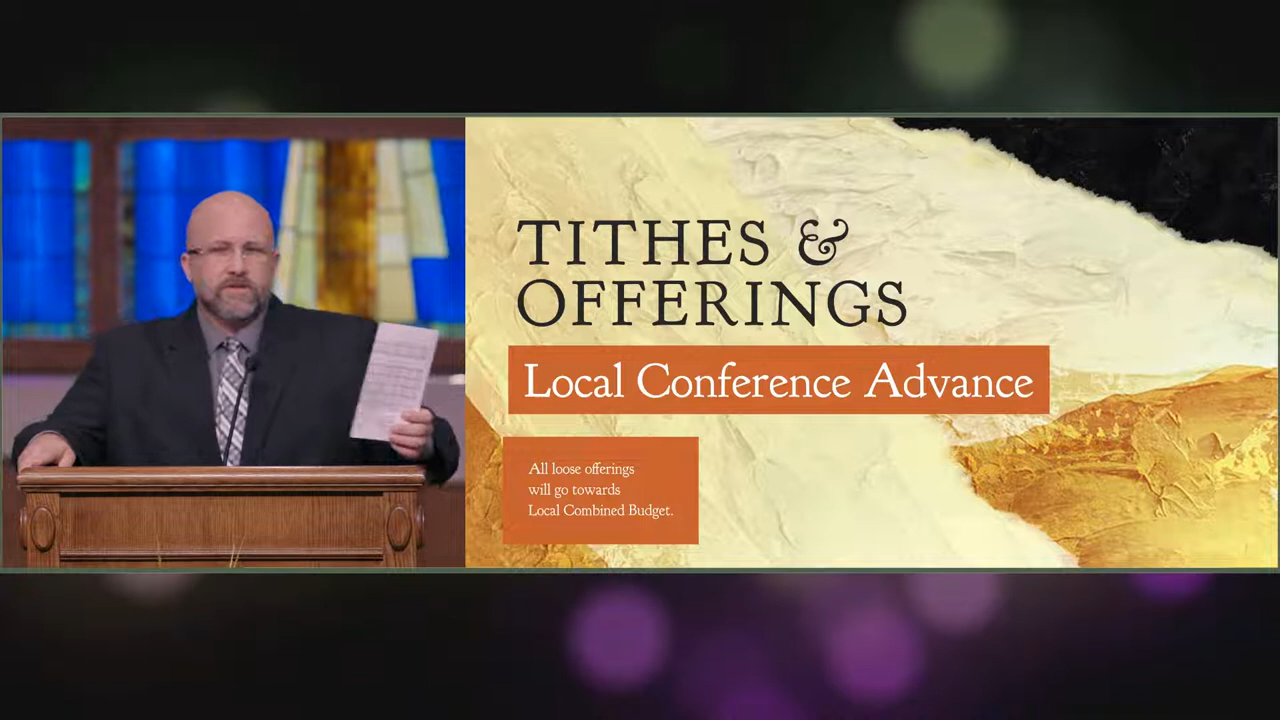 TITHES &
OFFERINGS
Local Conference Advance
All loose offerings
will go towards
Local Combined Budget.